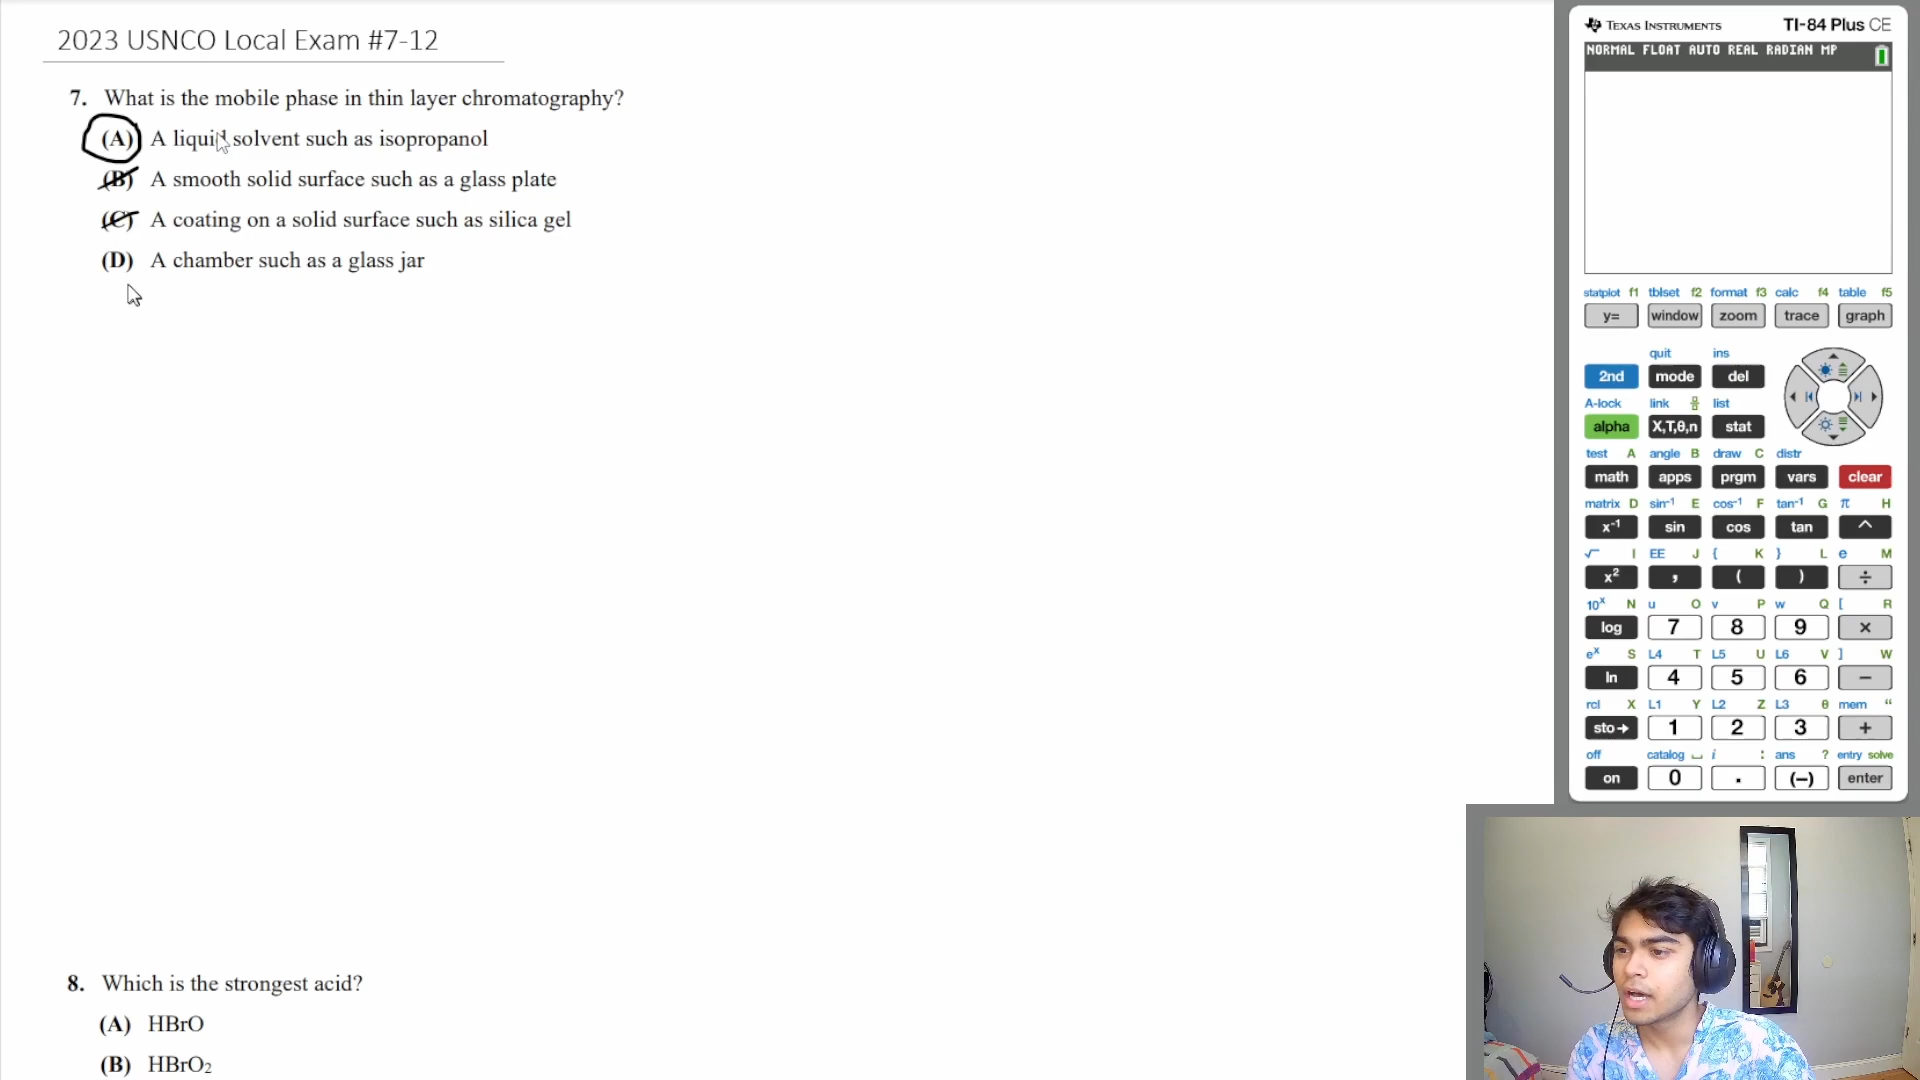 2023 USNCO Local Exam #7-12
7. What is the mobile phase in thin layer chromatography?
(A) A liquid solvent such as isopropanol
(B) A smooth solid surface such as a glass plate
(C) A coating on a solid surface such as silica gel
(D) A chamber such as a glass jar
8. Which is the strongest acid?
(A) HBrO
(B) HBrO₂
TEXAS INSTRUMENTS TI-84 Plus CE
NORMAL FLOAT AUTO REAL RADIAN MP
statplot f1 tblset f2 format f3 calc f4 table f5
y= window zoom trace graph
quit ins
2nd mode del
A-lock link list
alpha X,T,θ,n stat
test A angle B draw C distr
math apps prgm vars clear
matrix D sin⁻¹ E cos⁻¹ F tan⁻¹ G π H
x⁻¹ sin cos tan ^
√ I EE J { K } L e M
x² , ( ) ÷
10ˣ N u O v P w Q [ R
log 7 8 9 ×
eˣ S L4 T L5 U L6 V ] W
ln 4 5 6 −
rcl X L1 Y L2 Z L3 θ mem "
sto→ 1 2 3 +
off catalog ⎵ i : ans ? entry solve
on 0 . (−) enter